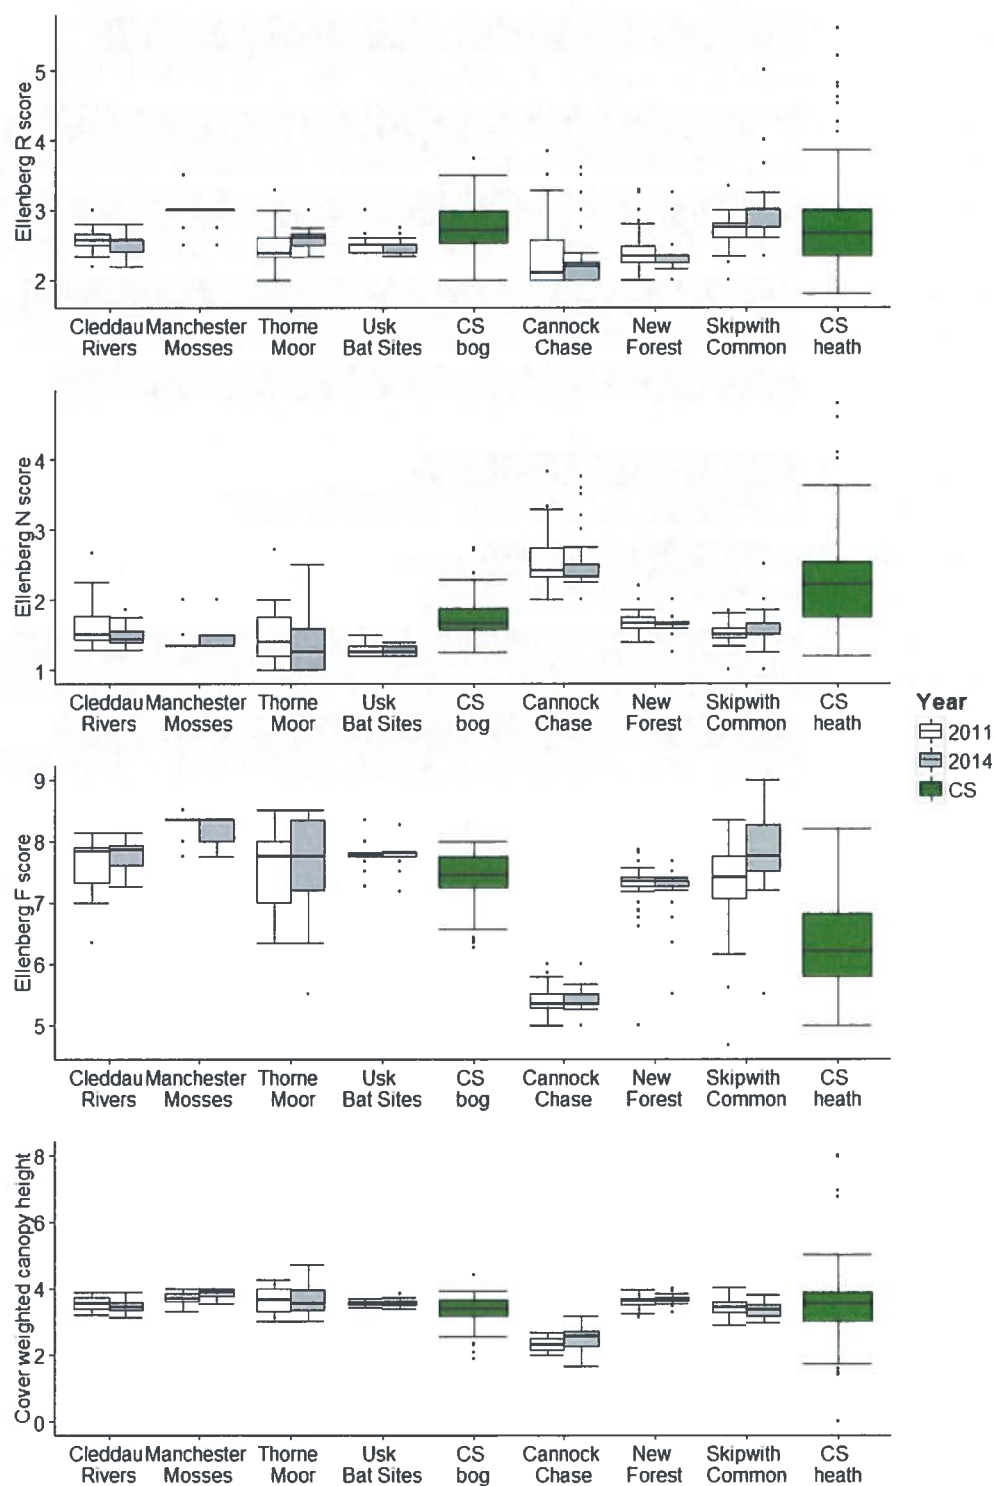 Ellenberg R score
5
4
3
2
Cleddau Rivers
Manchester Mosses
Thorne Moor
Usk Bat Sites
CS bog
Cannock Chase
New Forest
Skipwith Common
CS heath
Ellenberg N score
4
3
2
1
Cleddau Rivers
Manchester Mosses
Thorne Moor
Usk Bat Sites
CS bog
Cannock Chase
New Forest
Skipwith Common
CS heath
Year
2011
2014
CS
Ellenberg F score
9
8
7
6
5
Cleddau Rivers
Manchester Mosses
Thorne Moor
Usk Bat Sites
CS bog
Cannock Chase
New Forest
Skipwith Common
CS heath
Cover weighted canopy height
8
6
4
2
0
Cleddau Rivers
Manchester Mosses
Thorne Moor
Usk Bat Sites
CS bog
Cannock Chase
New Forest
Skipwith Common
CS heath